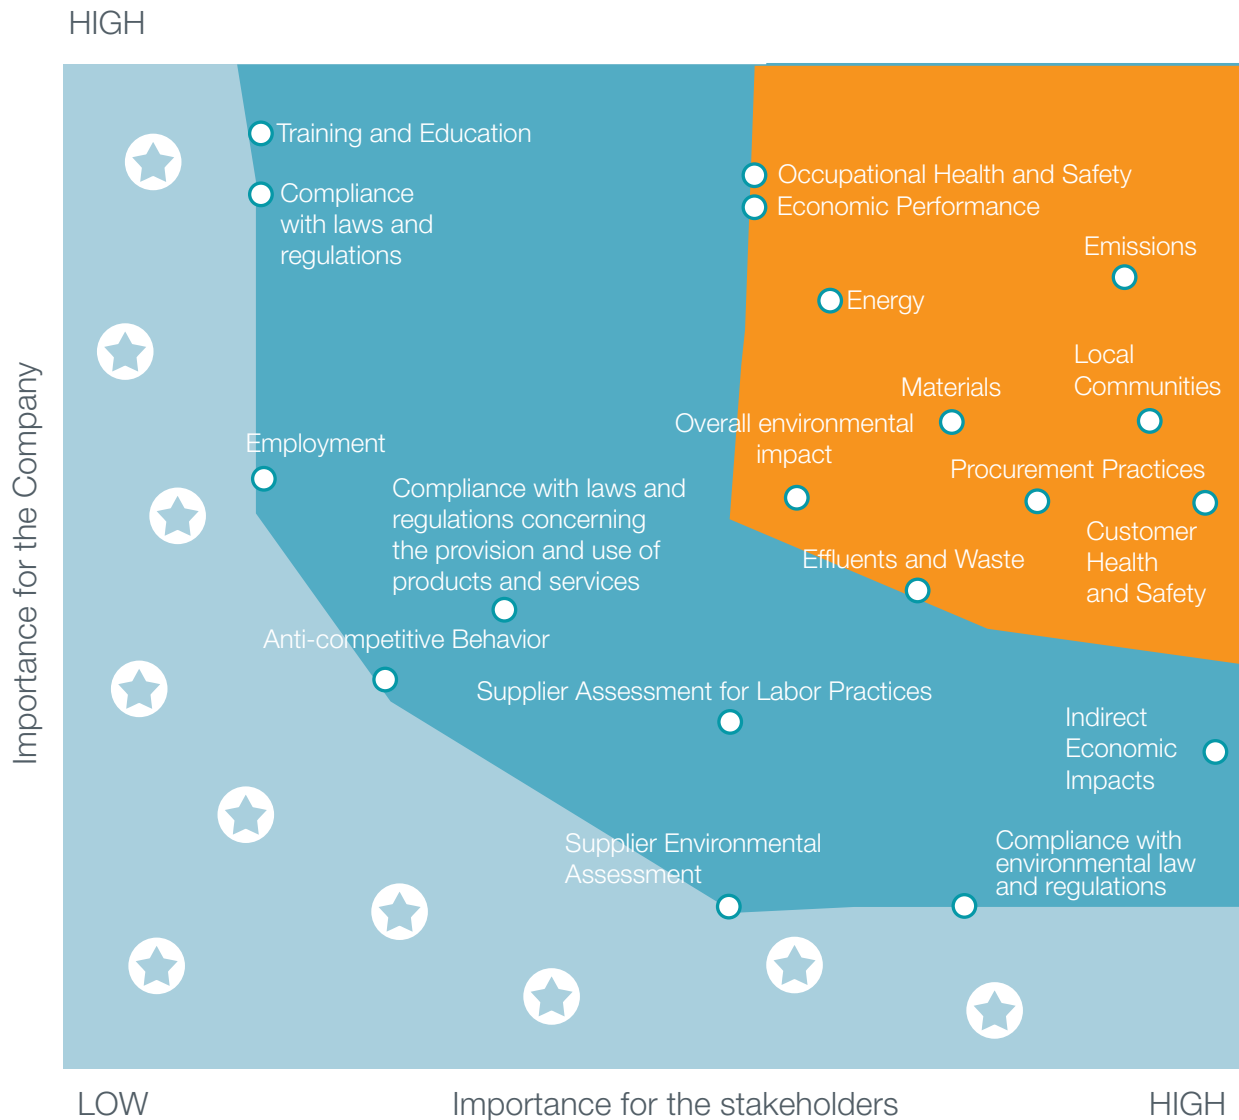 HIGH
Training and Education
Compliance
with laws and
regulations
Occupational Health and Safety
Economic Performance
Emissions
Energy
Local
Communities
Materials
Overall environmental
impact
Employment
Procurement Practices
Compliance with laws and
regulations concerning
the provision and use of
products and services
Customer
Health
and Safety
Effluents and Waste
Anti-competitive Behavior
Supplier Assessment for Labor Practices
Indirect
Economic
Impacts
Supplier Environmental
Assessment
Compliance with
environmental law
and regulations
Importance for the Company
LOW
Importance for the stakeholders
HIGH